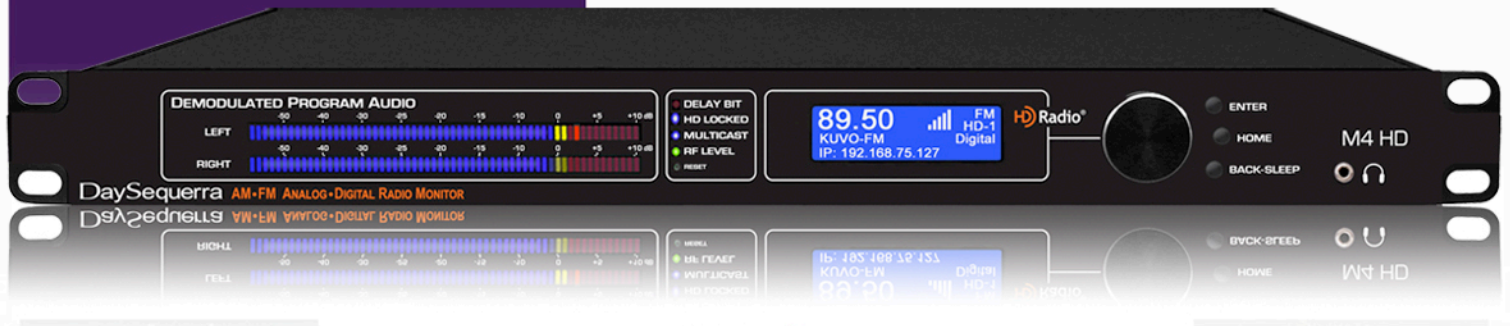 DEMODULATED PROGRAM AUDIO
-50 -30 -25 -20 -15 -10 0 +5 +10 dB
LEFT
-50 -30 -25 -20 -15 -10 0 +5 +10 dB
RIGHT
DELAY BIT
HD LOCKED
MULTICAST
RF LEVEL
RESET
89.50 FM
HD-1
KUVO-FM Digital
IP: 192.168.75.127
HD Radio®
ENTER
HOME
BACK-SLEEP
M4 HD
DaySequerra AM•FM ANALOG•DIGITAL RADIO MONITOR